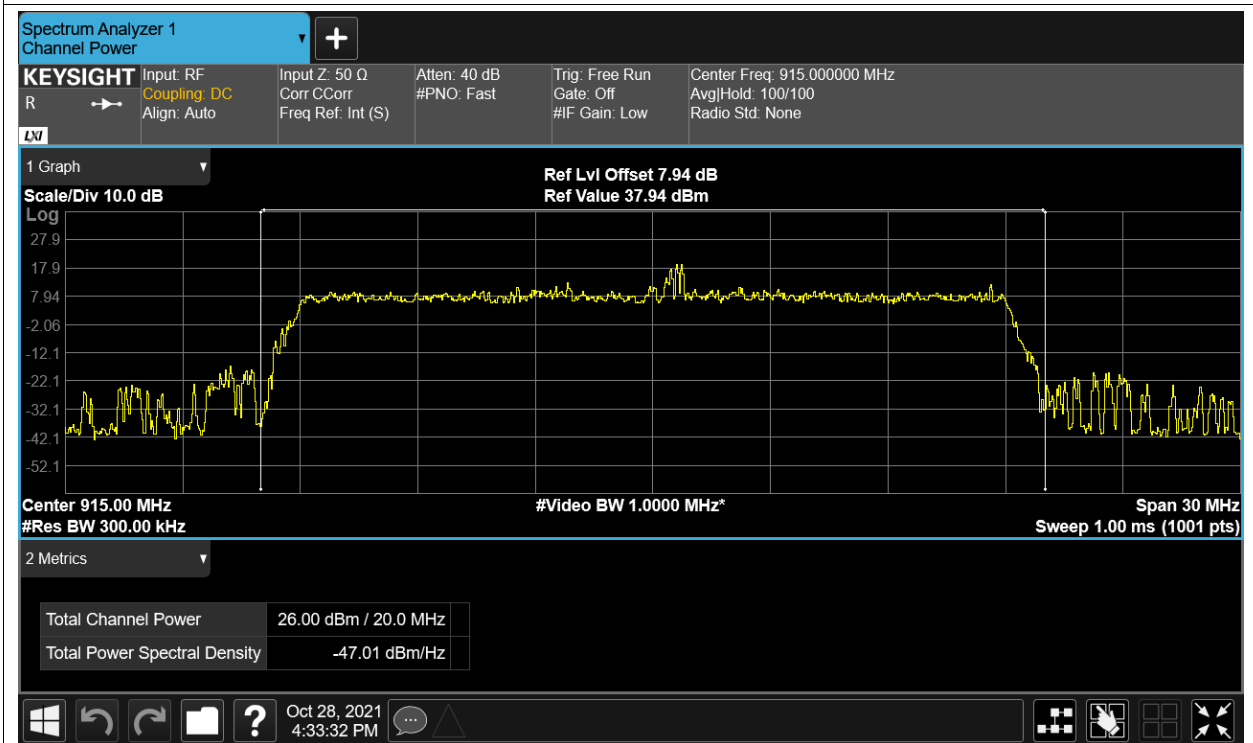 Spectrum Analyzer 1
Channel Power
KEYSIGHT
R
LXI
Input: RF
Coupling: DC
Align: Auto
Input Z: 50 Ω
Corr CCorr
Freq Ref: Int (S)
Atten: 40 dB
#PNO: Fast
Trig: Free Run
Gate: Off
#IF Gain: Low
Center Freq: 915.000000 MHz
Avg|Hold: 100/100
Radio Std: None
1 Graph
Scale/Div 10.0 dB
Ref Lvl Offset 7.94 dB
Ref Value 37.94 dBm
Log
27.9
17.9
7.94
-2.06
-12.1
-22.1
-32.1
-42.1
-52.1
Center 915.00 MHz
#Video BW 1.0000 MHz*
Span 30 MHz
#Res BW 300.00 kHz
Sweep 1.00 ms (1001 pts)
2 Metrics
Total Channel Power 26.00 dBm / 20.0 MHz
Total Power Spectral Density -47.01 dBm/Hz
?
Oct 28, 2021
4:33:32 PM